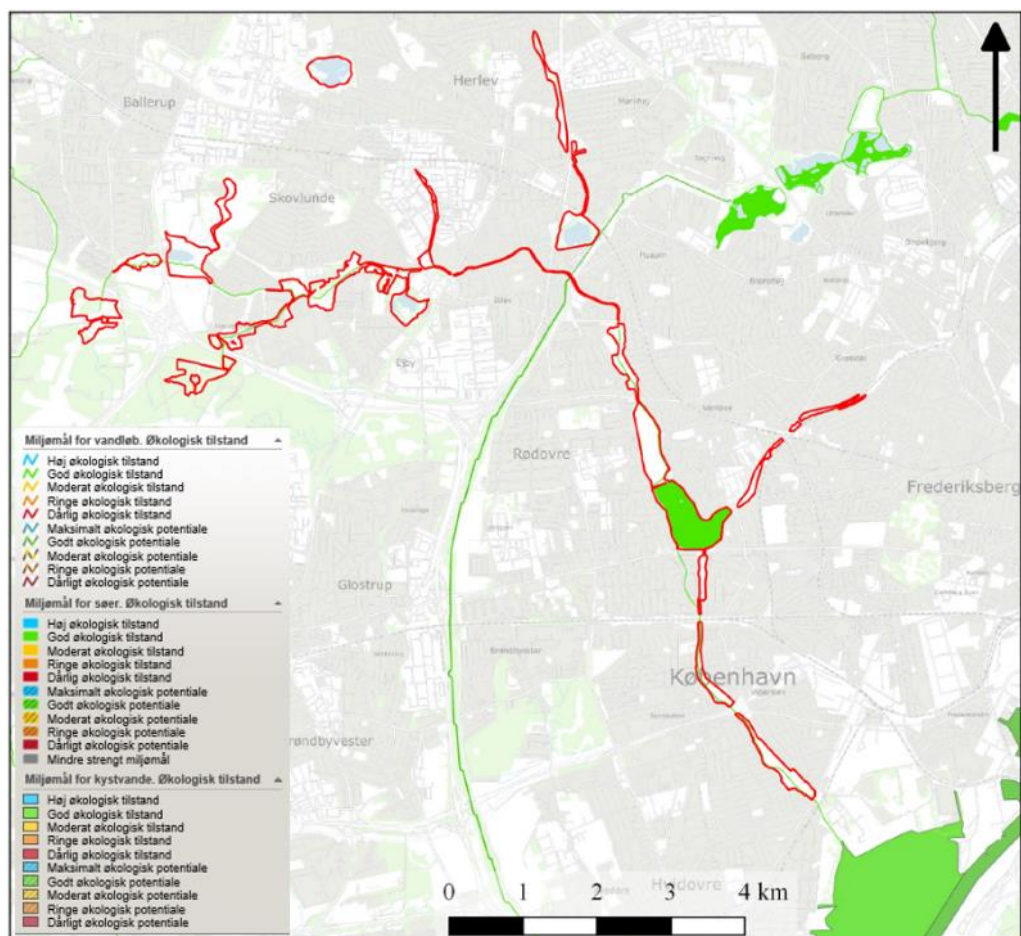 Herlev
Ballerup
Skovlunde
Ejby
Rødovre
Frederiksberg
Glostrup
København
Hvidovre
Miljømål for vandløb. Økologisk tilstand
Høj økologisk tilstand
God økologisk tilstand
Moderat økologisk tilstand
Ringe økologisk tilstand
Dårlig økologisk tilstand
Maksimalt økologisk potentiale
Godt økologisk potentiale
Moderat økologisk potentiale
Ringe økologisk potentiale
Dårligt økologisk potentiale
Miljømål for søer. Økologisk tilstand
Høj økologisk tilstand
God økologisk tilstand
Moderat økologisk tilstand
Ringe økologisk tilstand
Dårlig økologisk tilstand
Maksimalt økologisk potentiale
Godt økologisk potentiale
Moderat økologisk potentiale
Ringe økologisk potentiale
Dårligt økologisk potentiale
Mindre strengt miljømål
Miljømål for kystvande. Økologisk tilstand
Høj økologisk tilstand
God økologisk tilstand
Moderat økologisk tilstand
Ringe økologisk tilstand
Dårlig økologisk tilstand
Maksimalt økologisk potentiale
Godt økologisk potentiale
Moderat økologisk potentiale
Ringe økologisk potentiale
Dårligt økologisk potentiale
0 1 2 3 4 km